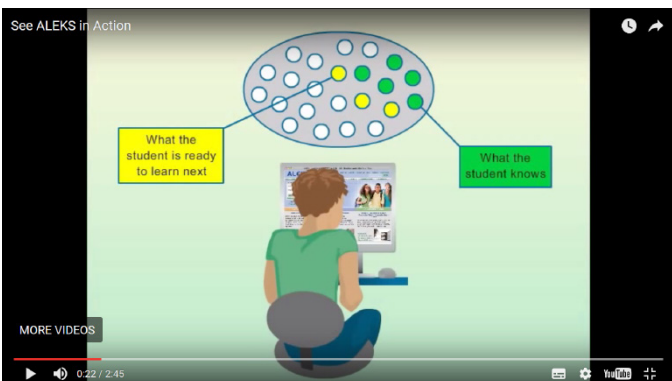 See ALEKS in Action
What the
student is ready
to learn next
What the
student knows
MORE VIDEOS
0:22 / 2:45
YouTube